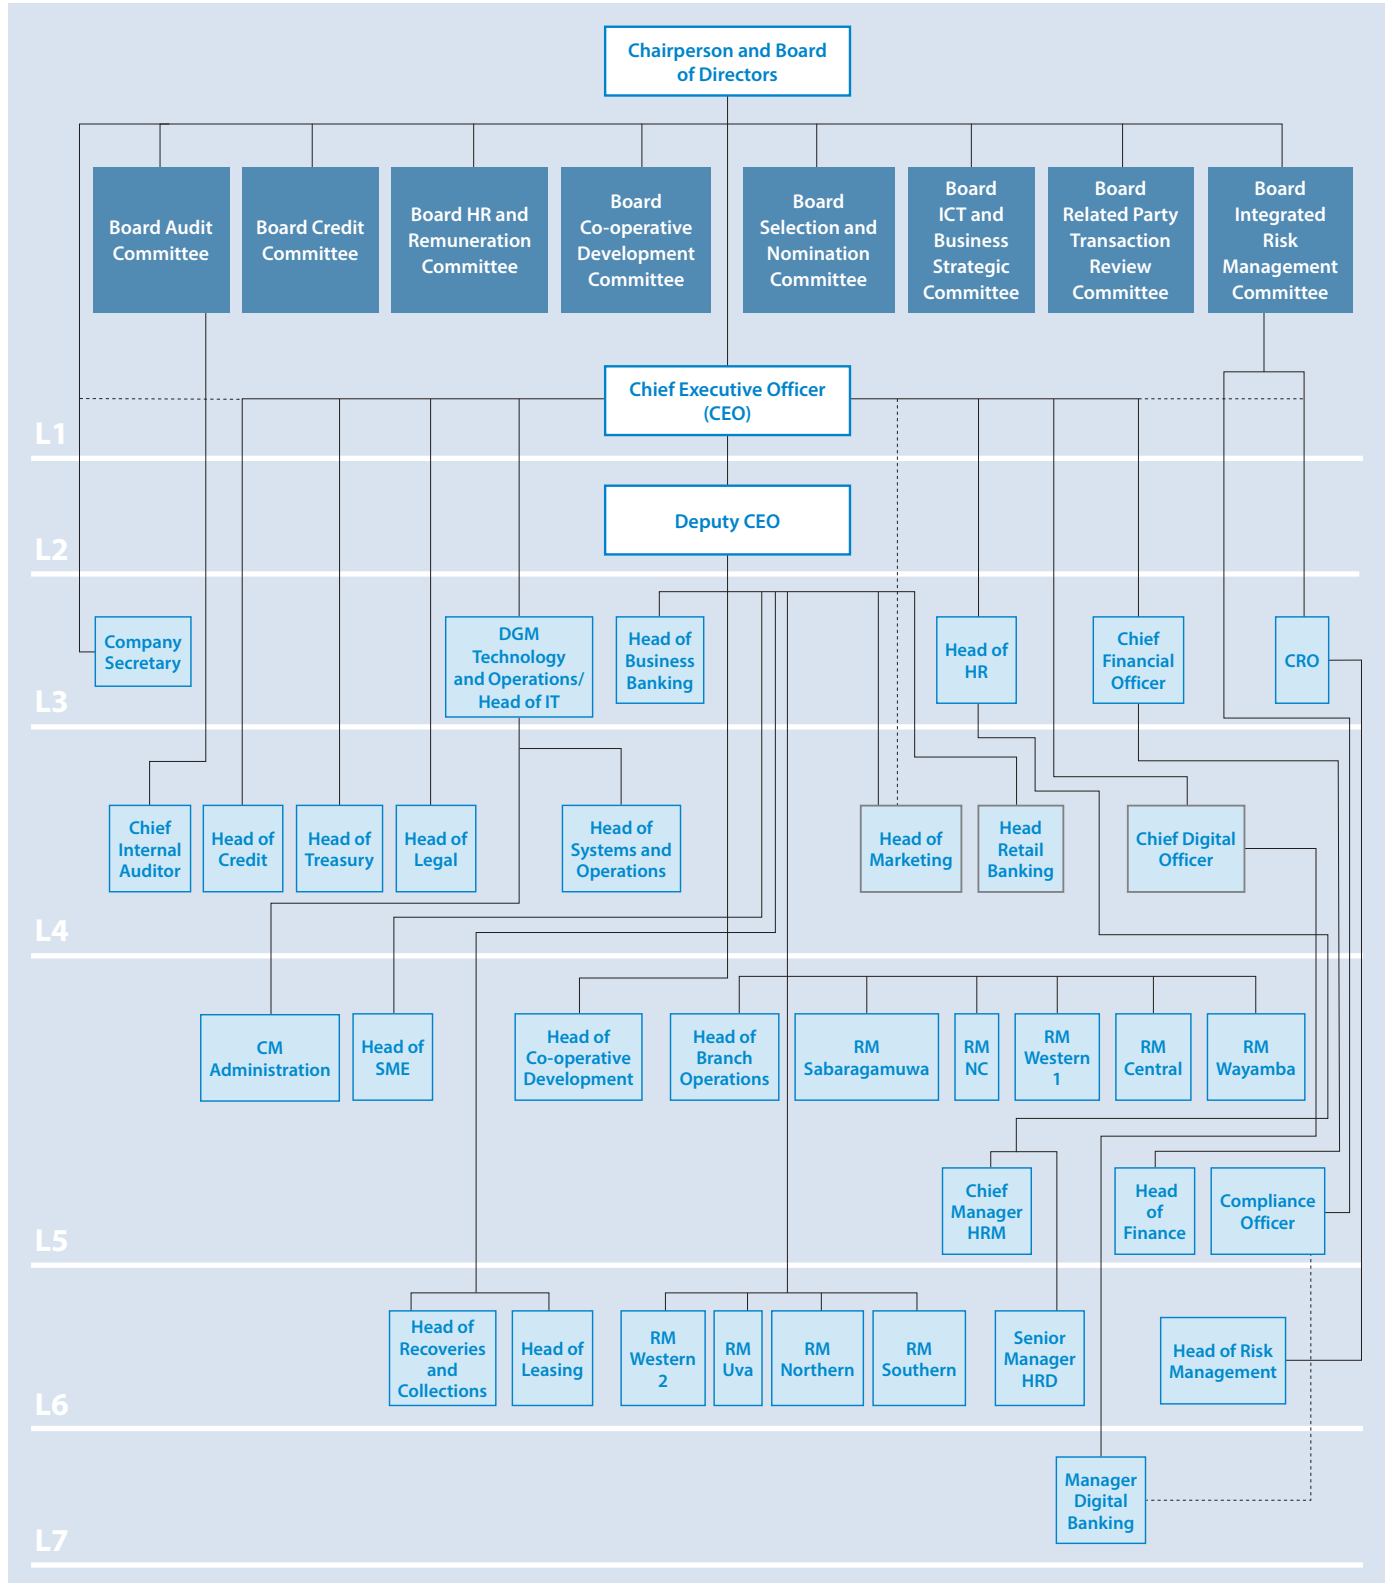 Chairperson and Board
of Directors
Board Audit
Committee
Board Credit
Committee
Board HR and
Remuneration
Committee
Board
Co-operative
Development
Committee
Board
Selection and
Nomination
Committee
Board
ICT and
Business
Strategic
Committee
Board
Related Party
Transaction
Review
Committee
Board
Integrated
Risk
Management
Committee
Chief Executive Officer
(CEO)
L1
Deputy CEO
L2
Company
Secretary
DGM
Technology
and Operations/
Head of IT
Head of
Business
Banking
Head of
HR
Chief
Financial
Officer
CRO
L3
Chief
Internal
Auditor
Head of
Credit
Head of
Treasury
Head of
Legal
Head of
Systems and
Operations
Head of
Marketing
Head
Retail
Banking
Chief Digital
Officer
L4
CM
Administration
Head of
SME
Head of
Co-operative
Development
Head of
Branch
Operations
RM
Sabaragamuwa
RM
NC
RM
Western
1
RM
Central
RM
Wayamba
Chief
Manager
HRM
Head
of
Finance
Compliance
Officer
L5
Head of
Recoveries
and
Collections
Head of
Leasing
RM
Western
2
RM
Uva
RM
Northern
RM
Southern
Senior
Manager
HRD
Head of Risk
Management
L6
Manager
Digital
Banking
L7